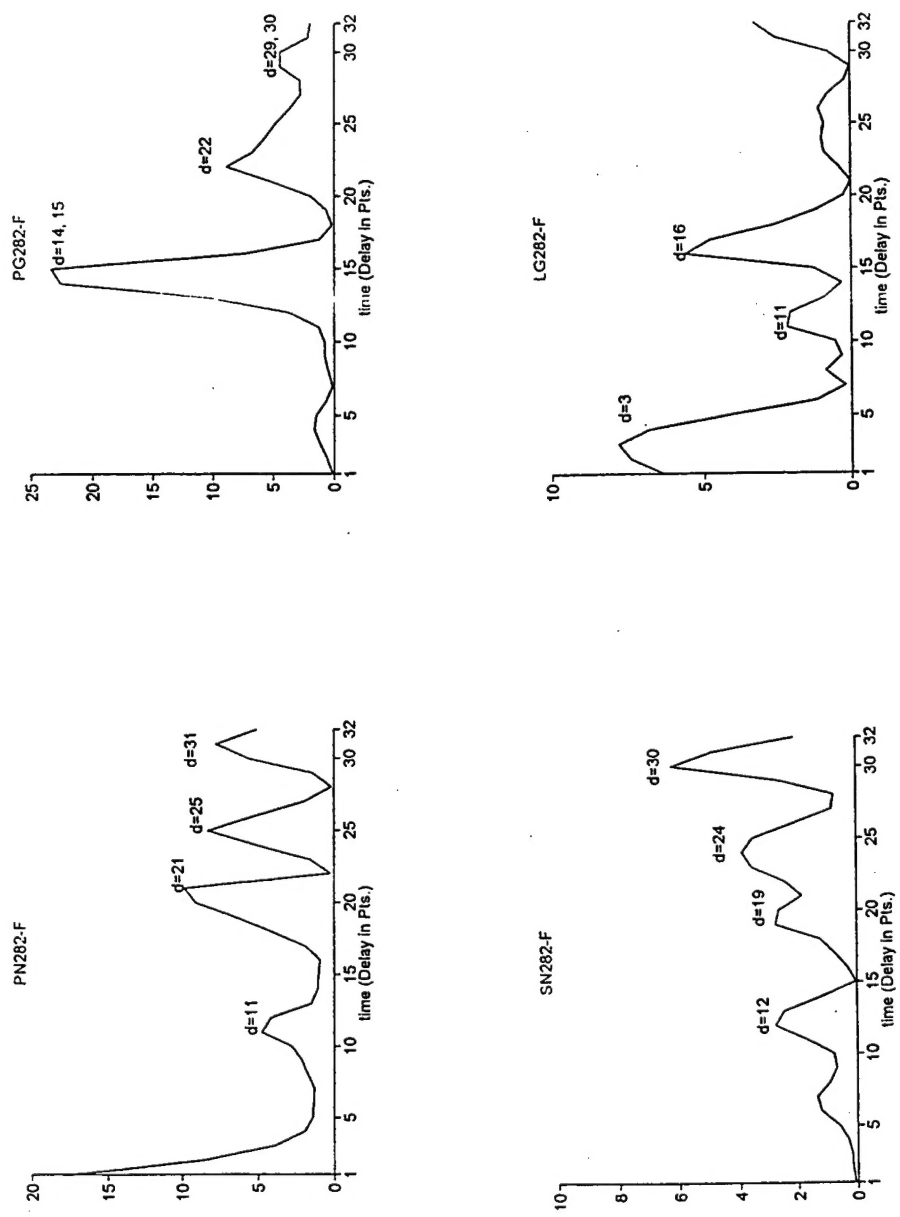 PN282-F
20
15
10
5
0
d=11
d=21
d=25
d=31
1
5
10
15
20
25
30
32
time (Delay in Pts.)
PG282-F
25
20
15
10
5
0
d=14, 15
d=22
d=29, 30
1
5
10
15
20
25
30
32
time (Delay in Pts.)
SN282-F
10
8
6
4
2
0
d=12
d=19
d=24
d=30
1
5
10
15
20
25
30
32
time (Delay in Pts.)
LG282-F
10
5
0
d=3
d=11
d=16
1
5
10
15
20
25
30
32
time (Delay in Pts.)